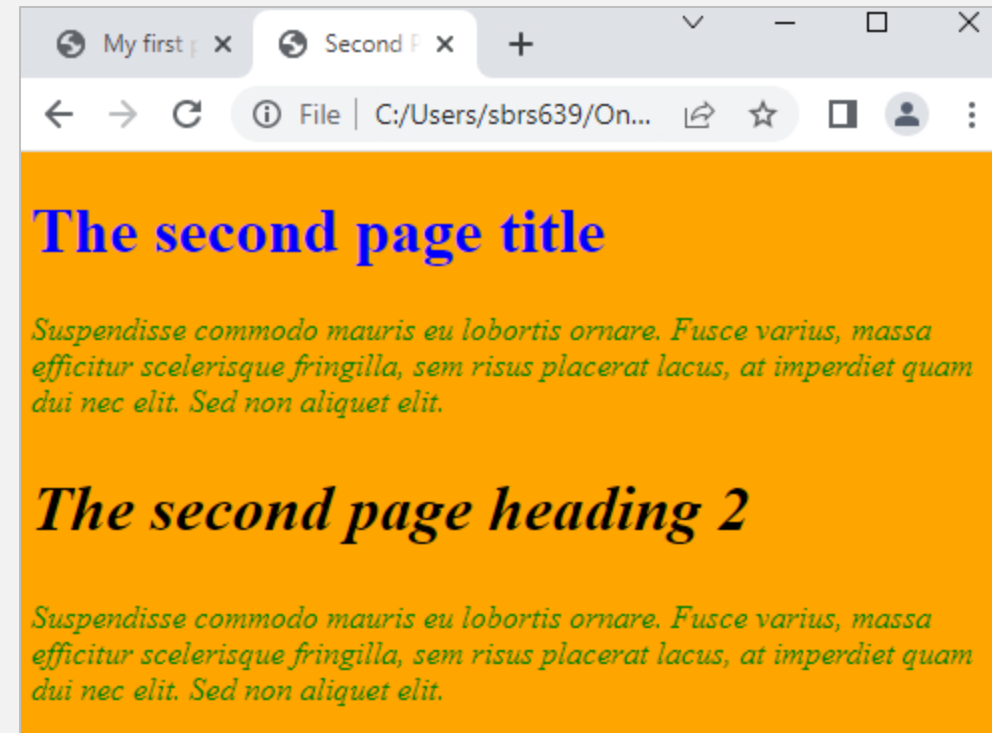 My first p
Second P
File
C:/Users/sbrs639/On...
The second page title
Suspendisse commodo mauris eu lobortis ornare. Fusce varius, massa
efficitur scelerisque fringilla, sem risus placerat lacus, at imperdiet quam
dui nec elit. Sed non aliquet elit.
The second page heading 2
Suspendisse commodo mauris eu lobortis ornare. Fusce varius, massa
efficitur scelerisque fringilla, sem risus placerat lacus, at imperdiet quam
dui nec elit. Sed non aliquet elit.